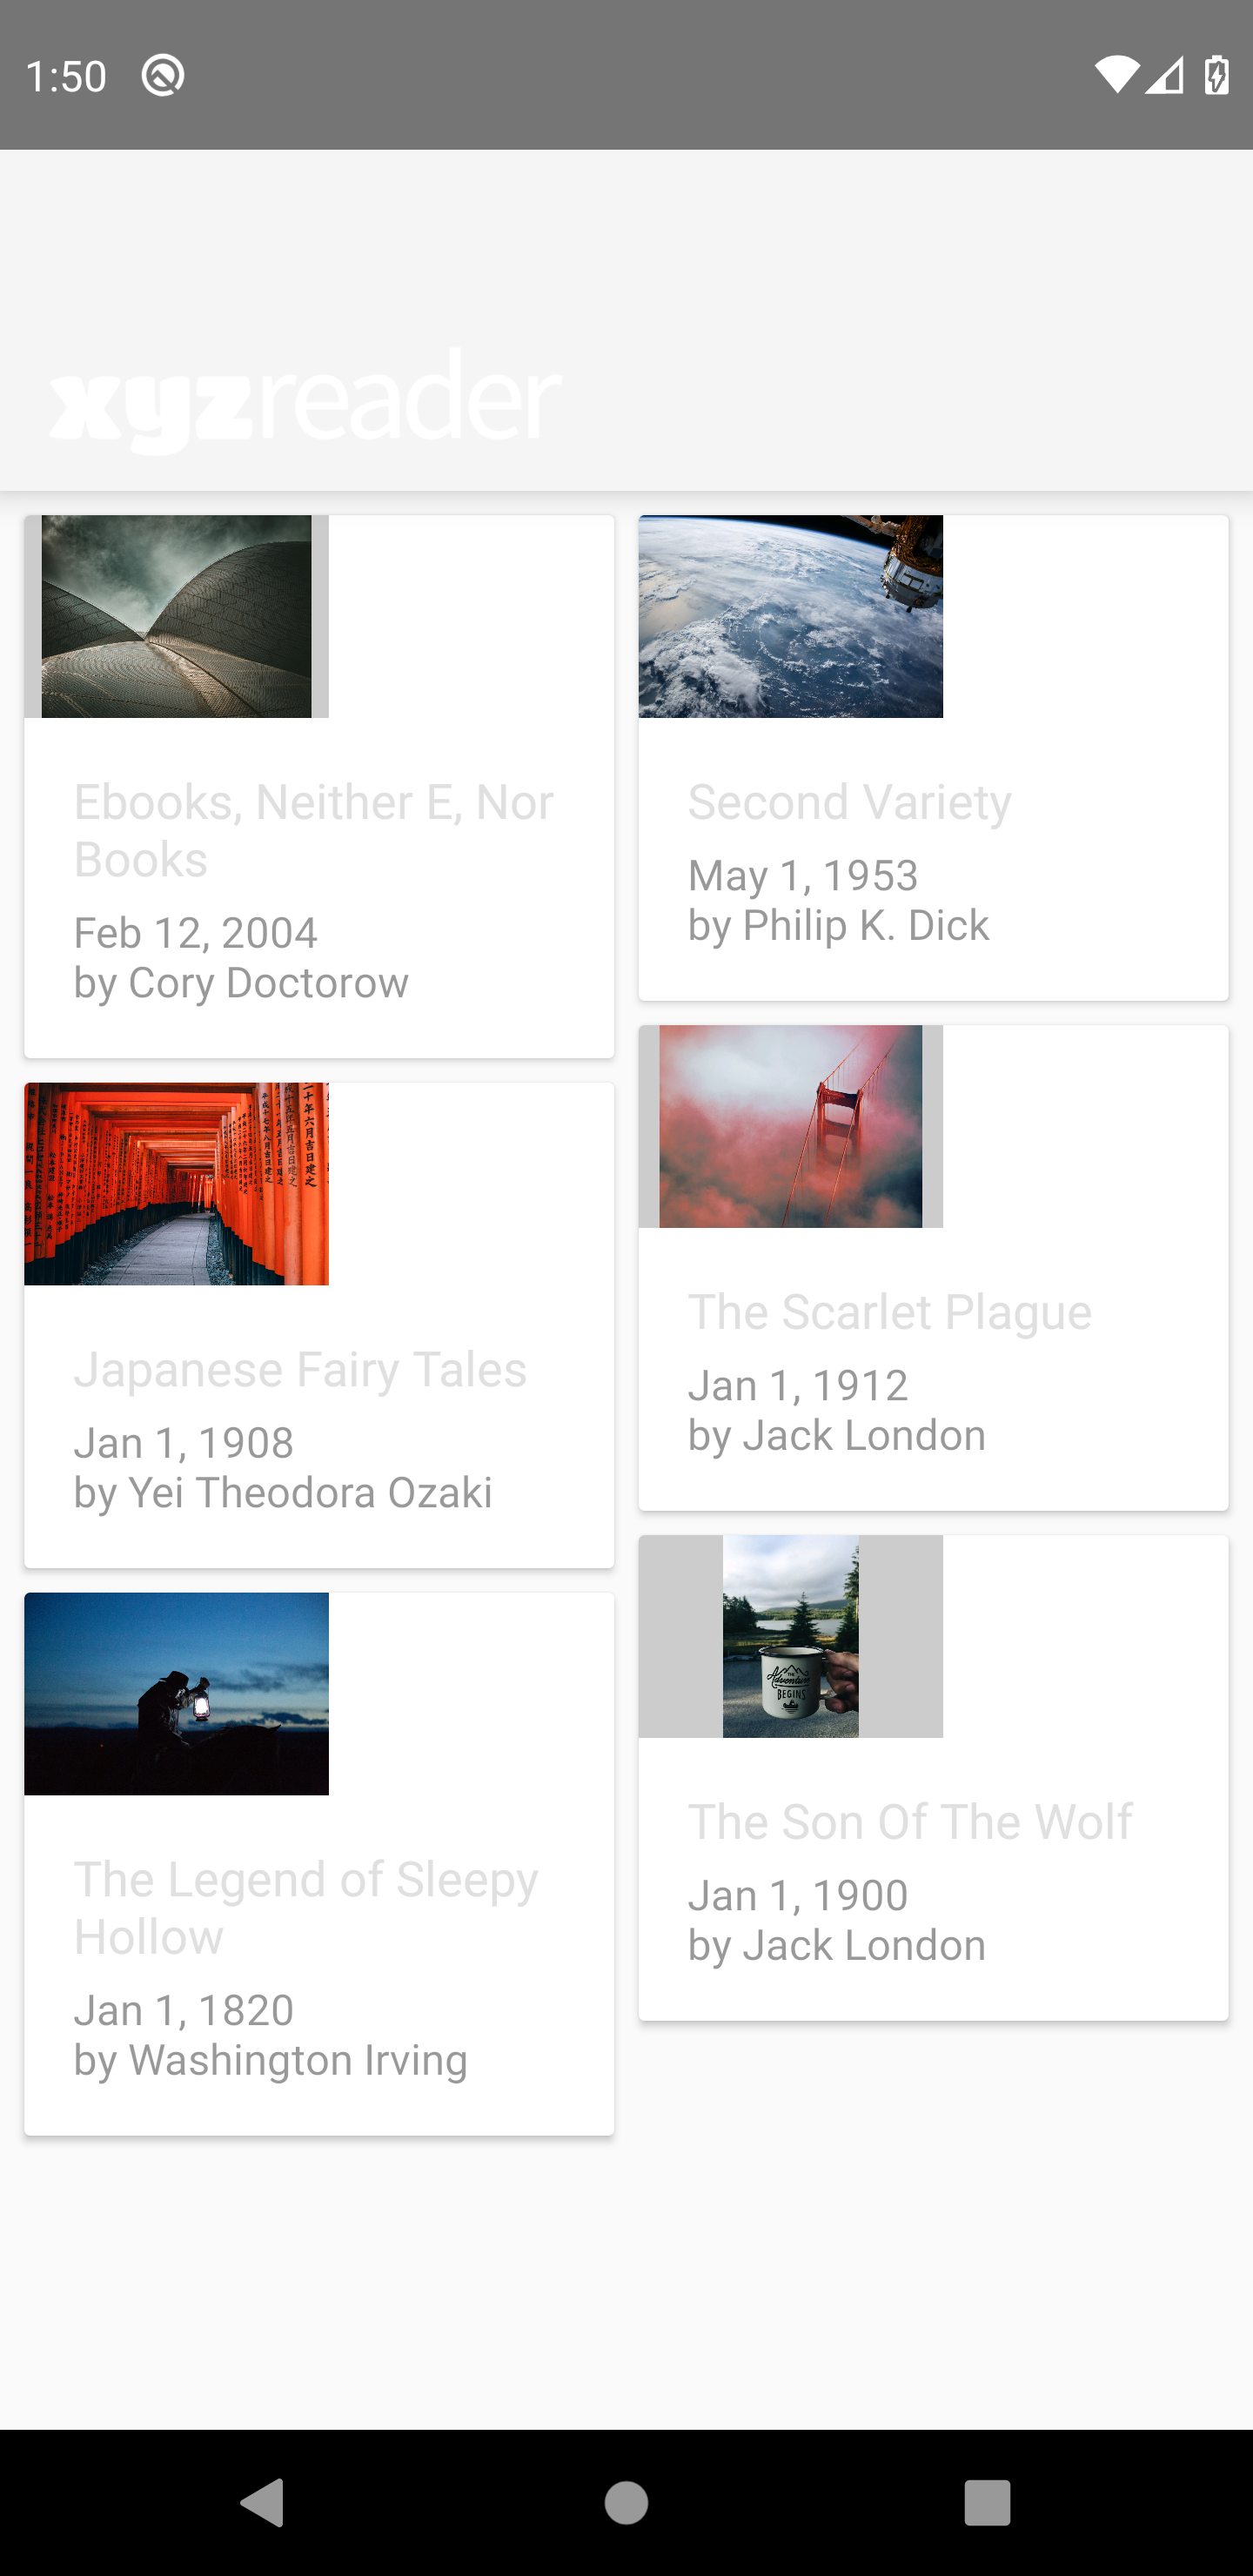 1:50
xyzreader
Ebooks, Neither E, Nor
Books
Feb 12, 2004
by Cory Doctorow
Second Variety
May 1, 1953
by Philip K. Dick
Japanese Fairy Tales
Jan 1, 1908
by Yei Theodora Ozaki
The Scarlet Plague
Jan 1, 1912
by Jack London
The Legend of Sleepy
Hollow
Jan 1, 1820
by Washington Irving
THE
Adventure
BEGINS
The Son Of The Wolf
Jan 1, 1900
by Jack London